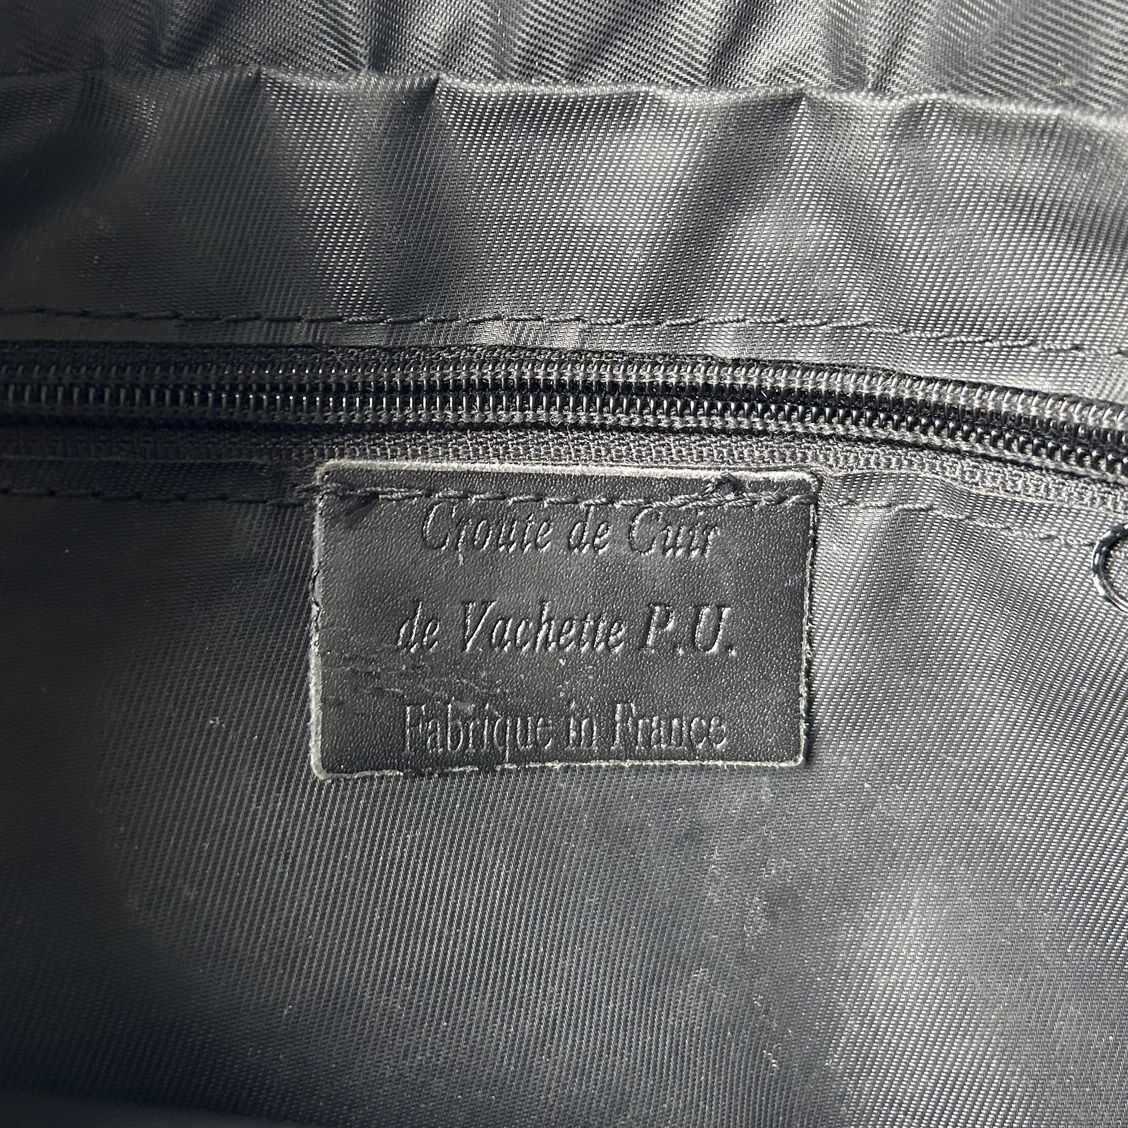 Croute de Cuir
de Vachette P.U.
Fabrique in France